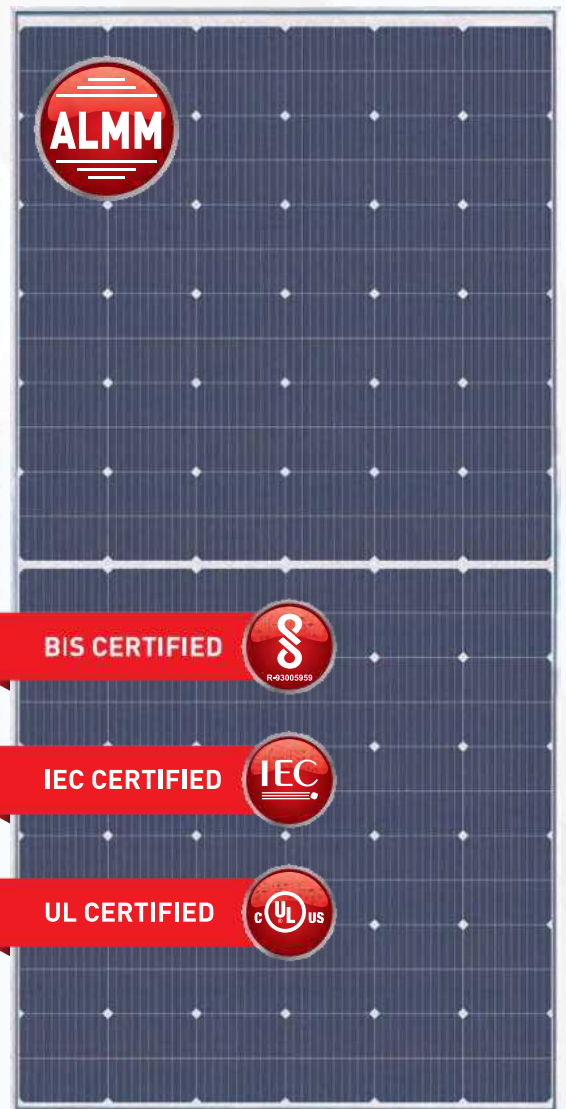 ALMM
BIS CERTIFIED
R-93005959
IEC CERTIFIED
IEC
UL CERTIFIED
C UL US